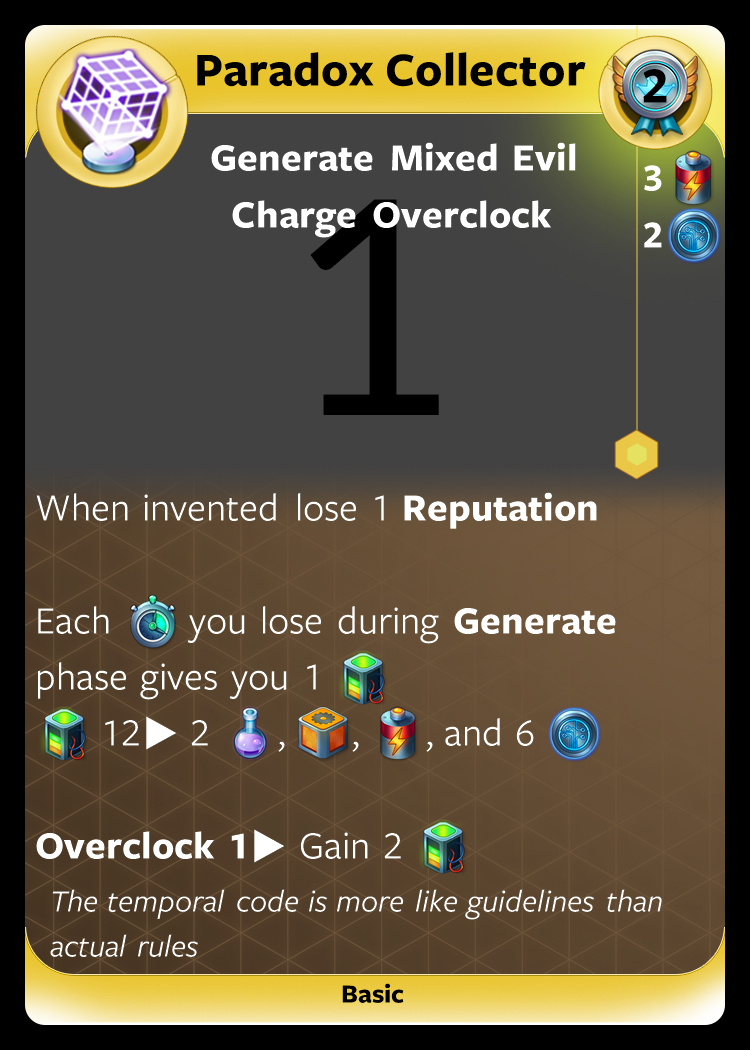 Paradox Collector
2
Generate Mixed Evil
3
Charge Overclock
2
1
When invented lose 1 Reputation
Each you lose during Generate
phase gives you 1
12▶ 2 , , , and 6
Overclock 1▶ Gain 2
The temporal code is more like guidelines than
actual rules
Basic